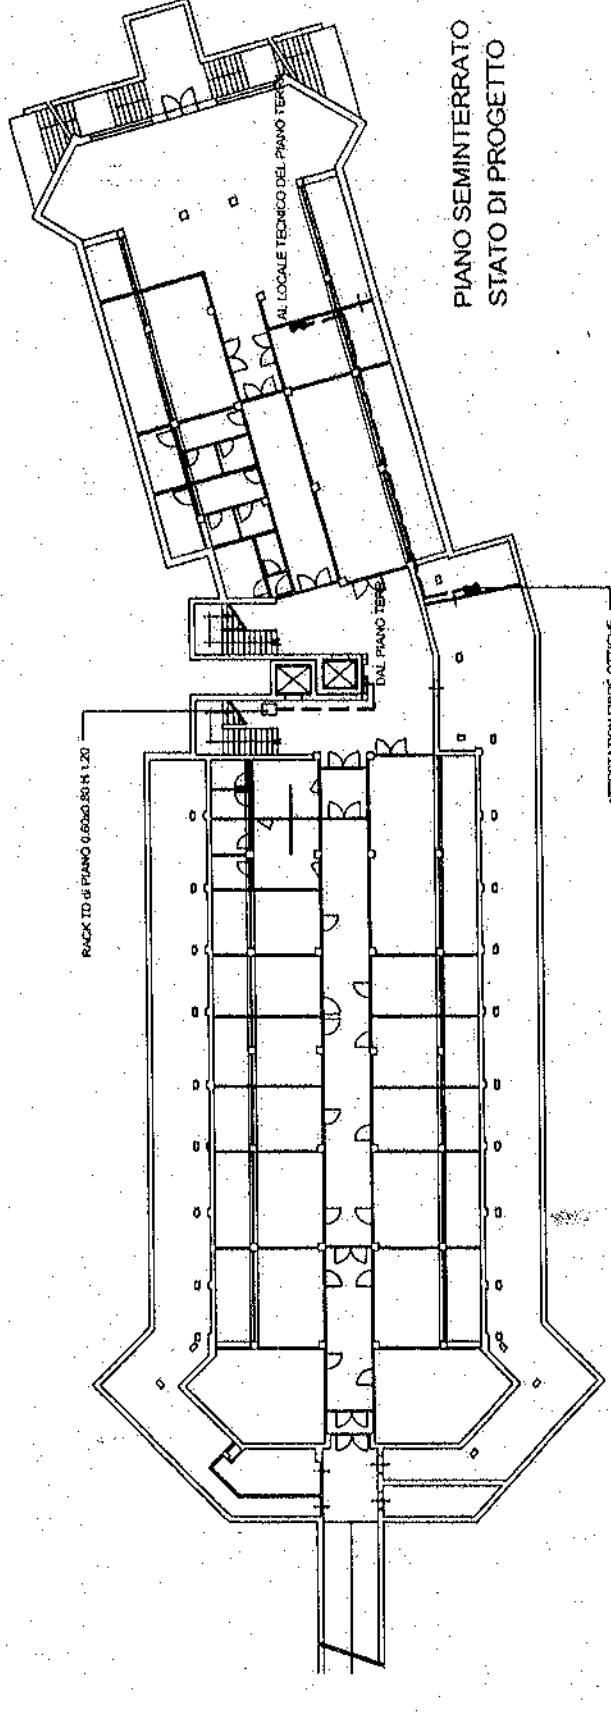 PIANO SEMINTERRATO
STATO DI PROGETTO
AL LOCALE TECNICO DEL PIANO TERRA
DAL PIANO TERRA
RACK TD di PIANO 0.60x0.80 H 1.20